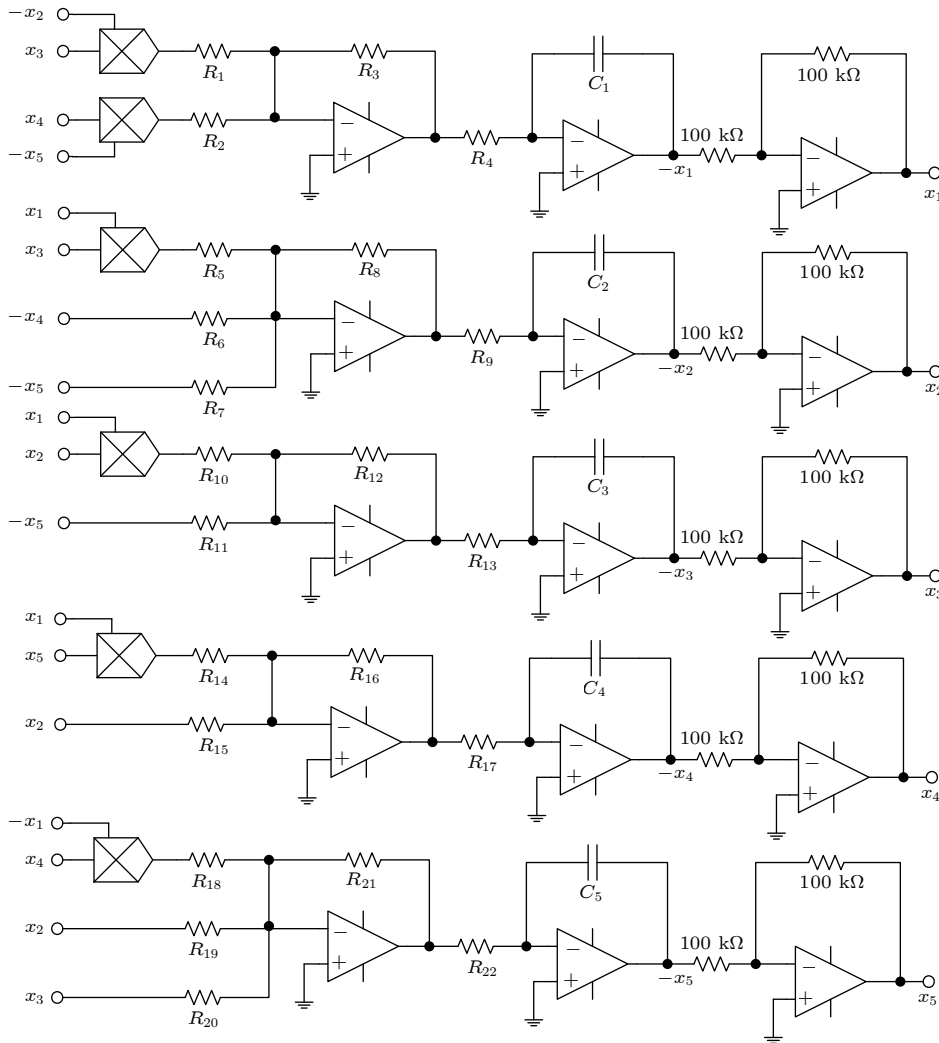 −x₂
x₃
R₁
R₃
C₁
100 kΩ
x₄
−x₅
R₂
−
+
R₄
−
+
100 kΩ
−x₁
−
+
x₁
x₁
x₃
R₅
R₈
C₂
100 kΩ
−x₄
R₆
−
+
R₉
−
+
100 kΩ
−x₂
−
+
x₂
−x₅
R₇
x₁
x₂
R₁₀
R₁₂
C₃
100 kΩ
−x₅
R₁₁
−
+
R₁₃
−
+
100 kΩ
−x₃
−
+
x₃
x₁
x₅
R₁₄
R₁₆
C₄
100 kΩ
x₂
R₁₅
−
+
R₁₇
−
+
100 kΩ
−x₄
−
+
x₄
−x₁
x₄
R₁₈
R₂₁
C₅
100 kΩ
x₂
R₁₉
−
+
R₂₂
−
+
100 kΩ
−x₅
−
+
x₅
x₃
R₂₀